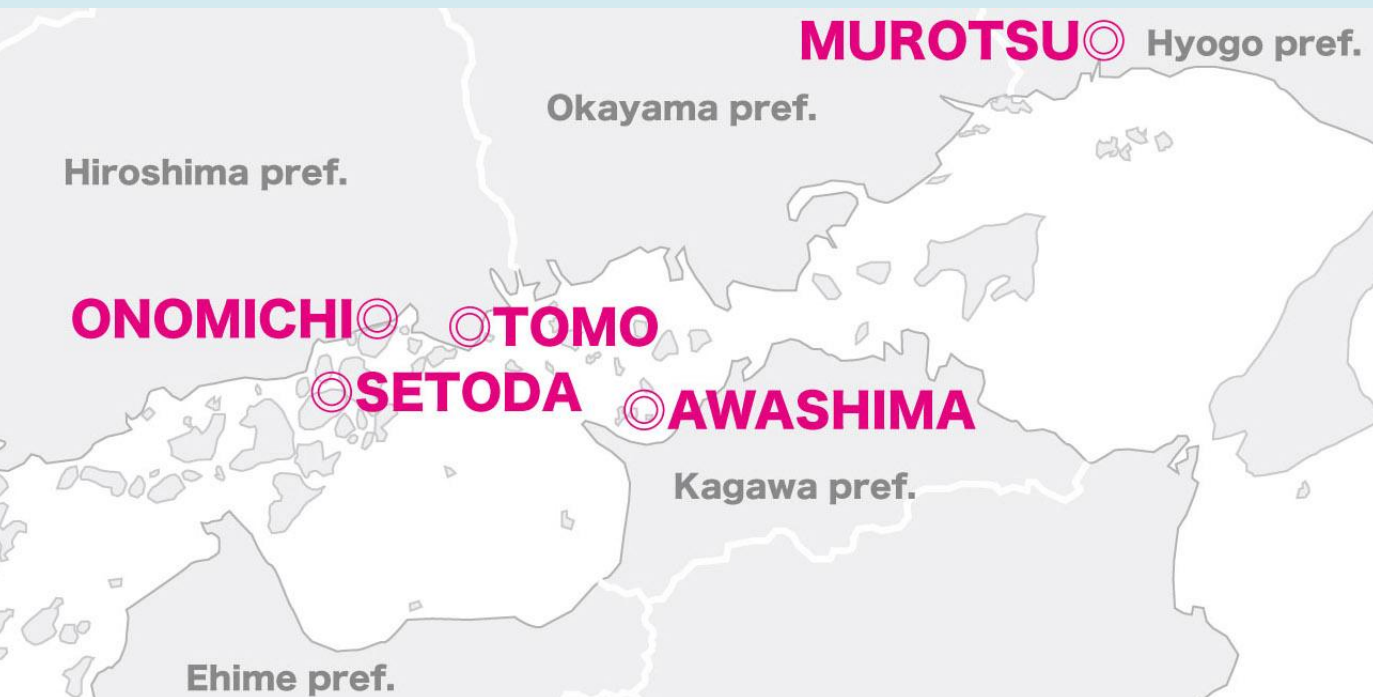 MUROTSU◎ Hyogo pref.
Okayama pref.
Hiroshima pref.
ONOMICHI◎ ◎TOMO
◎SETODA ◎AWASHIMA
Kagawa pref.
Ehime pref.